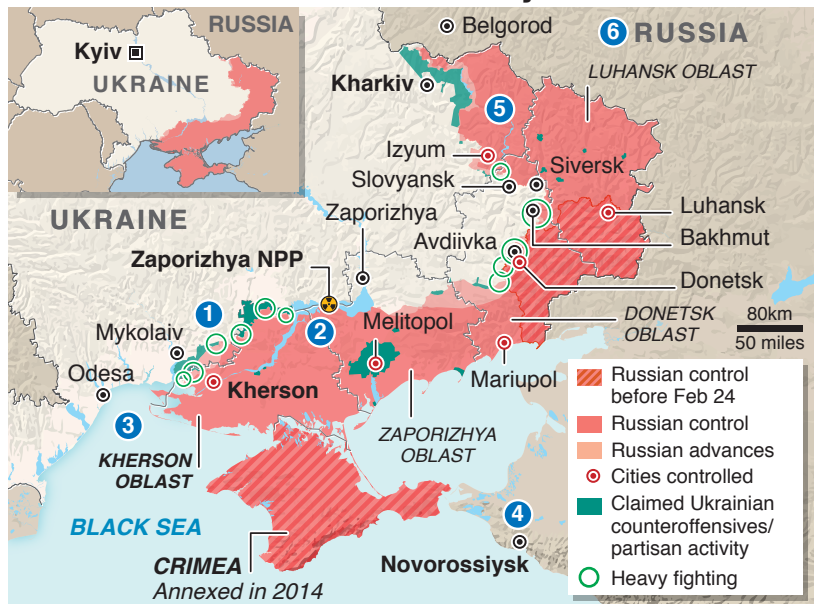 RUSSIA
Kyiv
UKRAINE
Belgorod
6
RUSSIA
LUHANSK OBLAST
Kharkiv
5
Izyum
Siversk
Slovyansk
UKRAINE
Zaporizhya
Luhansk
Avdiivka
Bakhmut
Zaporizhya NPP
Donetsk
1
2
Melitopol
DONETSK
OBLAST
80km
50 miles
Mykolaiv
Odesa
Kherson
Mariupol
3
KHERSON
OBLAST
ZAPORIZHYA
OBLAST
BLACK SEA
4
CRIMEA
Annexed in 2014
Novorossiysk
Russian control
before Feb 24
Russian control
Russian advances
Cities controlled
Claimed Ukrainian
counteroffensives/
partisan activity
Heavy fighting